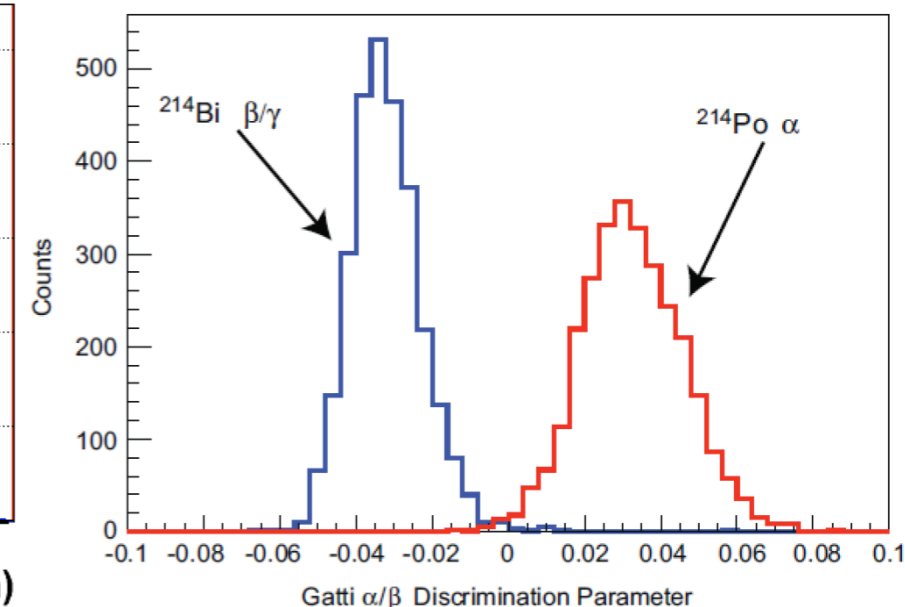 500
400
300
200
100
0
Counts
²¹⁴Bi β/γ
²¹⁴Po α
-0.1 -0.08 -0.06 -0.04 -0.02 0 0.02 0.04 0.06 0.08 0.1
Gatti α/β Discrimination Parameter
)